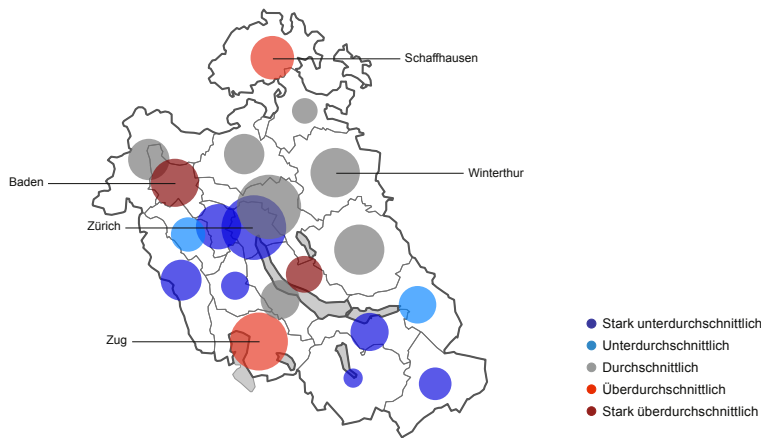 Schaffhausen
Winterthur
Baden
Zürich
Zug
Stark unterdurchschnittlich
Unterdurchschnittlich
Durchschnittlich
Überdurchschnittlich
Stark überdurchschnittlich